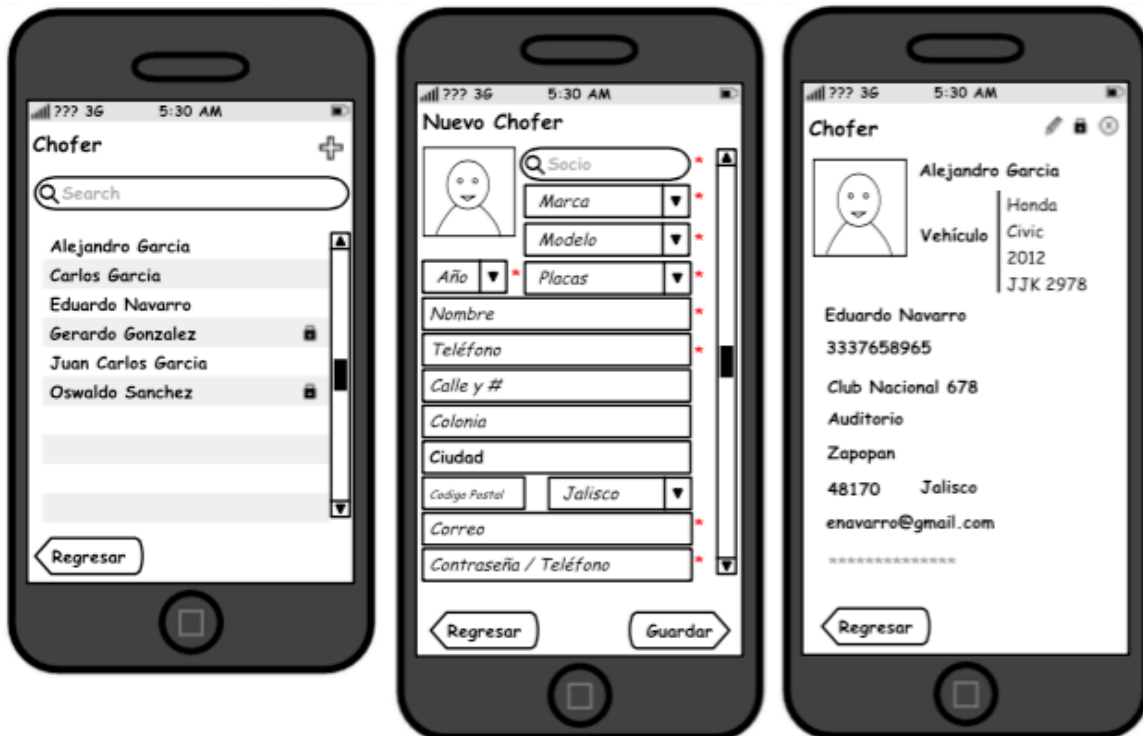 ??? 3G 5:30 AM
Chofer
Search
Alejandro Garcia
Carlos Garcia
Eduardo Navarro
Gerardo Gonzalez
Juan Carlos Garcia
Oswaldo Sanchez
Regresar
??? 3G 5:30 AM
Nuevo Chofer
Socio *
Marca *
Modelo *
Año * Placas *
Nombre *
Teléfono *
Calle y #
Colonia
Ciudad
Codigo Postal Jalisco
Correo *
Contraseña / Teléfono *
Regresar Guardar
??? 3G 5:30 AM
Chofer
Alejandro Garcia
Honda
Vehículo Civic
2012
JJK 2978
Eduardo Navarro
3337658965
Club Nacional 678
Auditorio
Zapopan
48170 Jalisco
enavarro@gmail.com
**************
Regresar